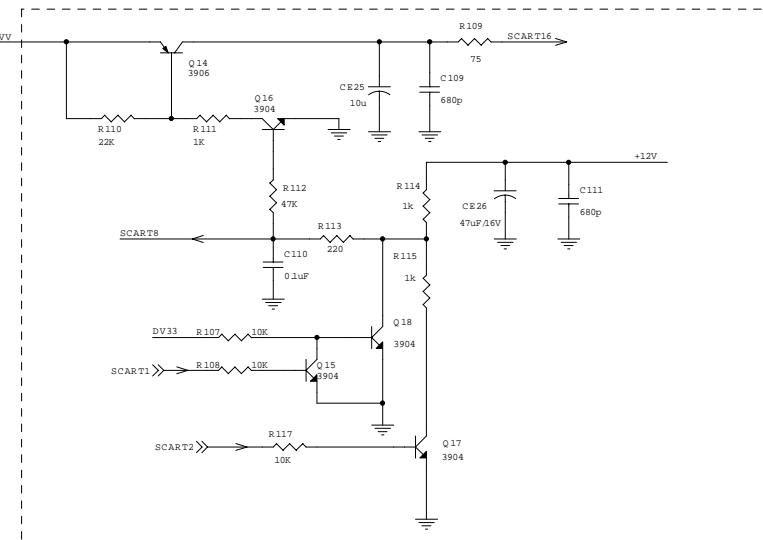 VV
R109
SCART16
75
Q14
3906
CE25
10u
C109
680p
Q16
3904
R110
22K
R111
1K
+12V
R112
47K
R114
1k
CE26
47uF/16V
C111
680p
SCART8
R113
220
C110
0.1uF
R115
1k
DV33
R107
10K
Q18
3904
SCART1
R108
10K
Q15
3904
SCART2
R117
10K
Q17
3904